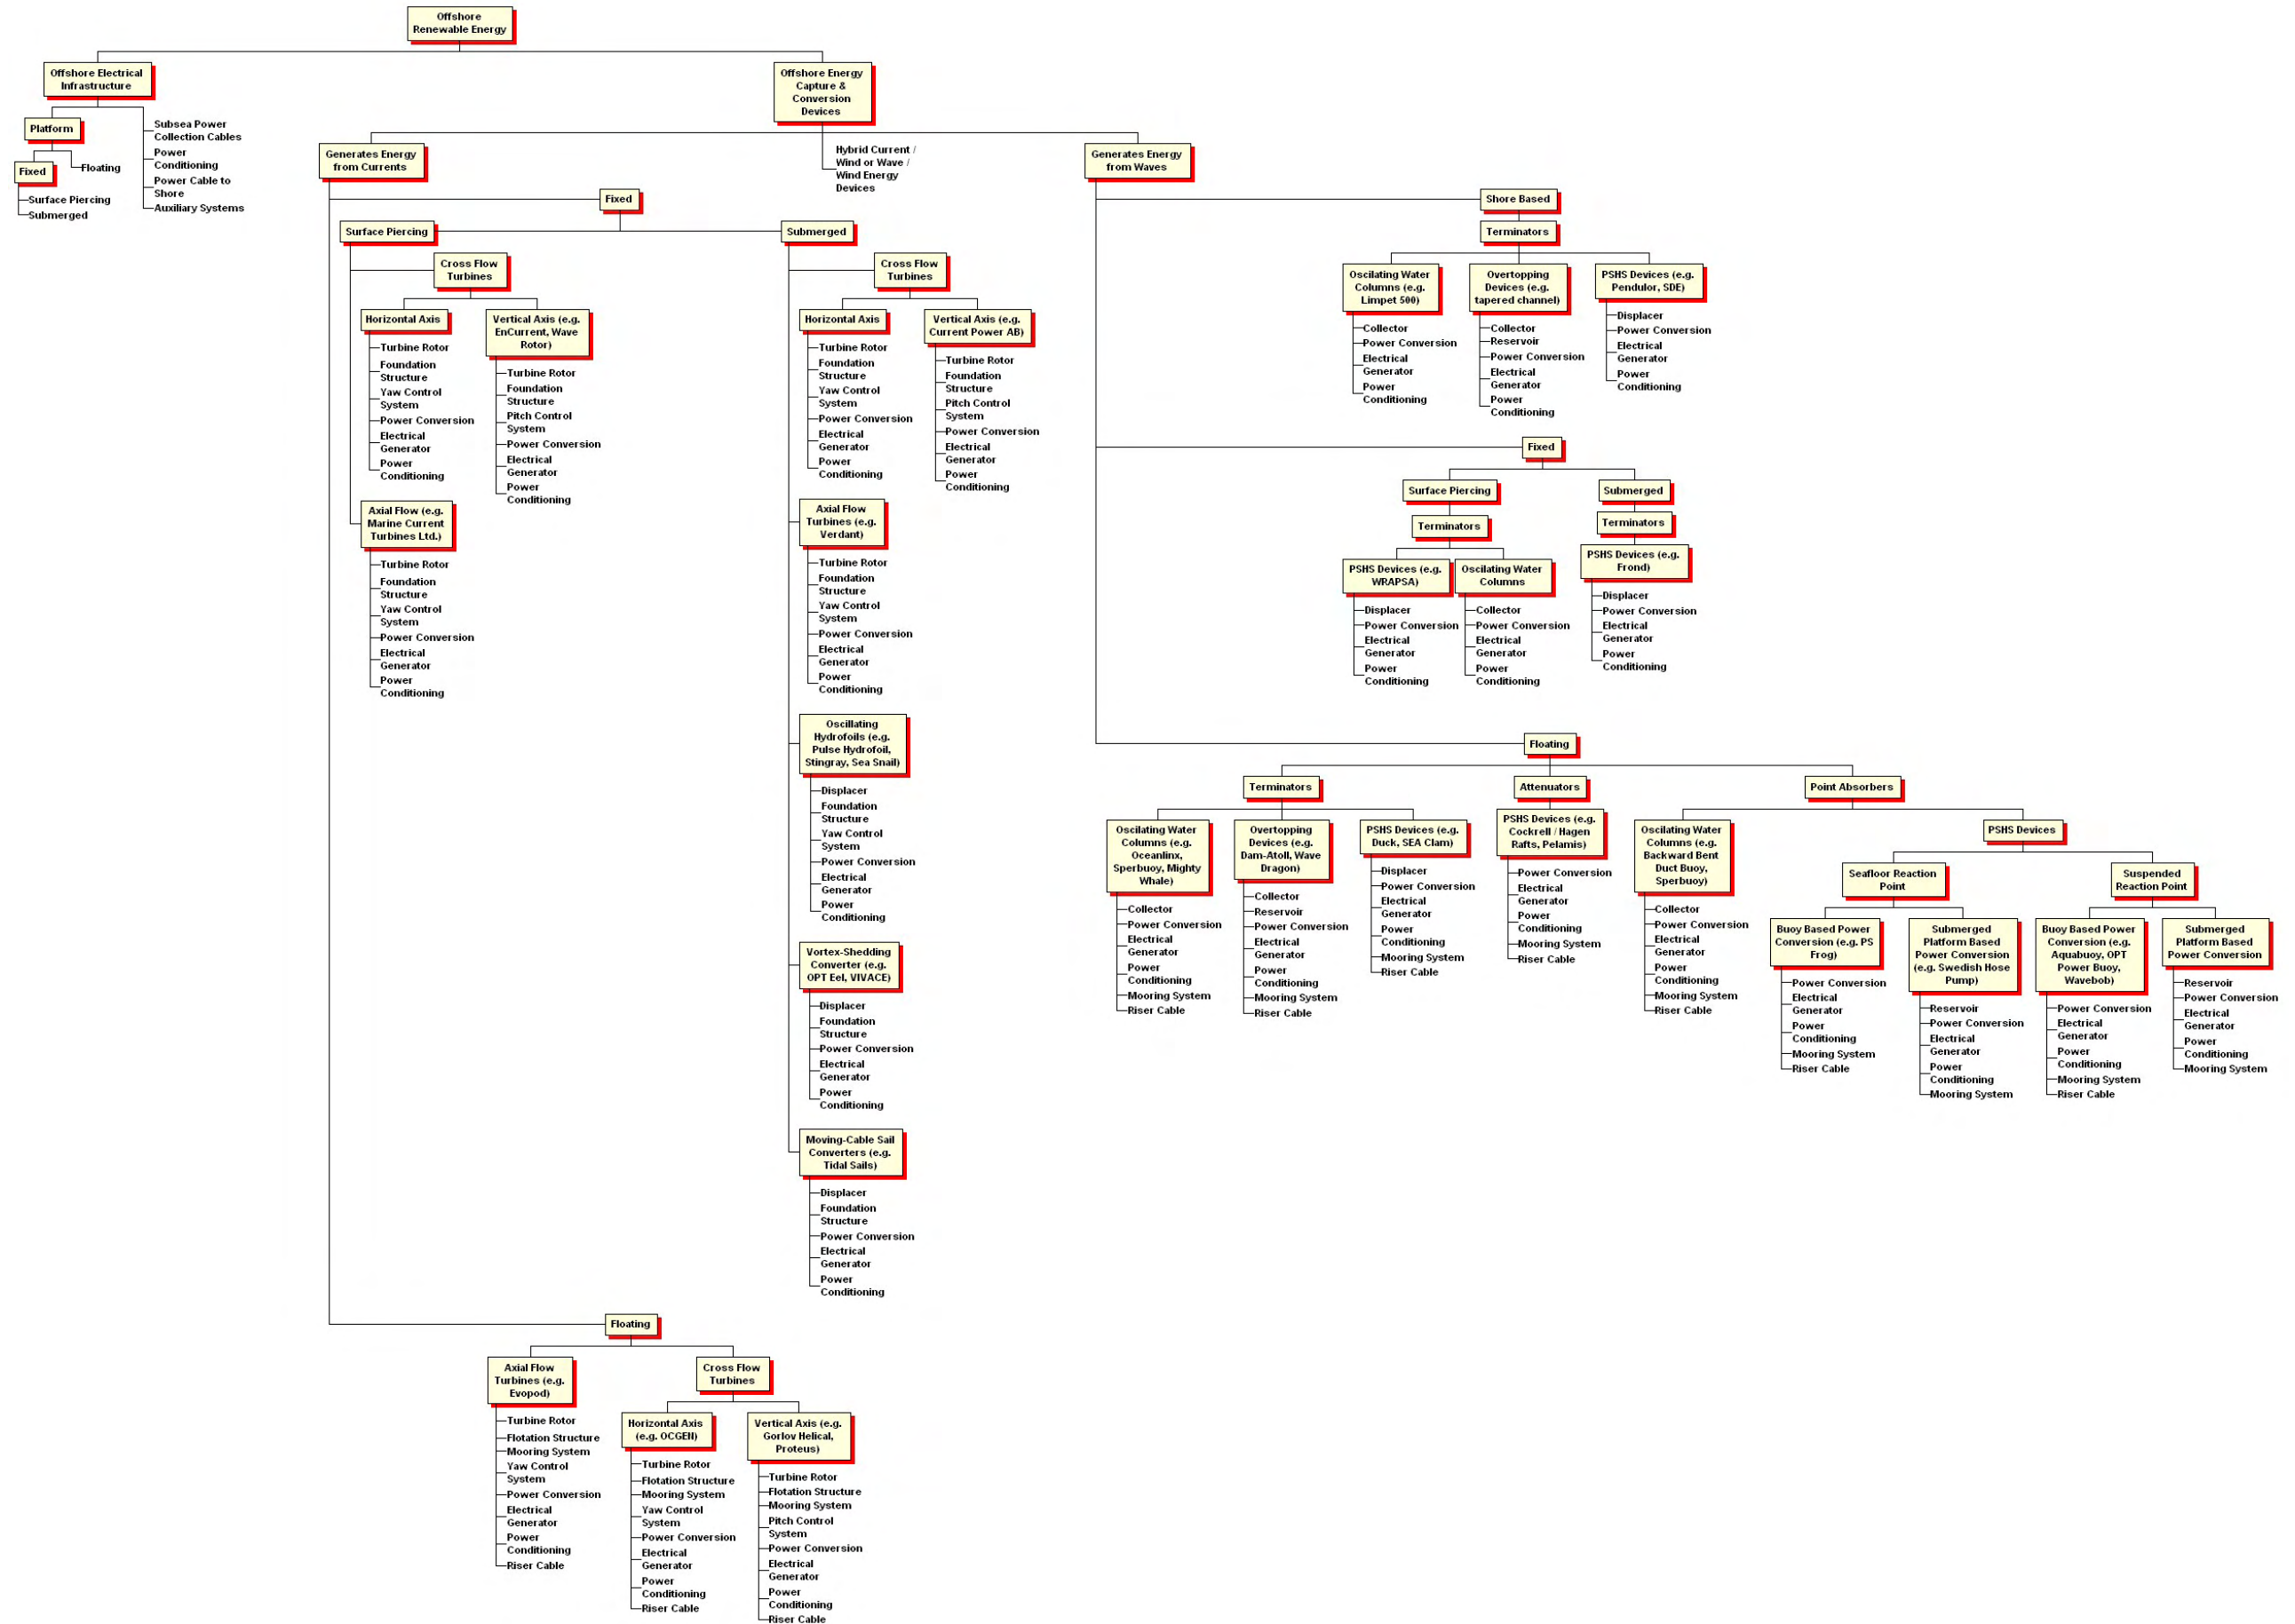 Offshore
Renewable Energy
Offshore Electrical
Infrastructure
Platform
Fixed
Surface Piercing
Submerged
Floating
Subsea Power
Collection Cables
Power
Conditioning
Power Cable to
Shore
Auxiliary Systems
Offshore Energy
Capture &
Conversion
Devices
Generates Energy
from Currents
Fixed
Surface Piercing
Cross Flow
Turbines
Horizontal Axis
Turbine Rotor
Foundation
Structure
Yaw Control
System
Power Conversion
Electrical
Generator
Power
Conditioning
Vertical Axis (e.g.
EnCurrent, Wave
Rotor)
Turbine Rotor
Foundation
Structure
Pitch Control
System
Power Conversion
Electrical
Generator
Power
Conditioning
Axial Flow (e.g.
Marine Current
Turbines Ltd.)
Turbine Rotor
Foundation
Structure
Yaw Control
System
Power Conversion
Electrical
Generator
Power
Conditioning
Submerged
Cross Flow
Turbines
Horizontal Axis
Turbine Rotor
Foundation
Structure
Yaw Control
System
Power Conversion
Electrical
Generator
Power
Conditioning
Vertical Axis (e.g.
Current Power AB)
Turbine Rotor
Foundation
Structure
Pitch Control
System
Power Conversion
Electrical
Generator
Power
Conditioning
Axial Flow
Turbines (e.g.
Verdant)
Turbine Rotor
Foundation
Structure
Yaw Control
System
Power Conversion
Electrical
Generator
Power
Conditioning
Oscillating
Hydrofoils (e.g.
Pulse Hydrofoil,
Stingray, Sea Snail)
Displacer
Foundation
Structure
Yaw Control
System
Power Conversion
Electrical
Generator
Power
Conditioning
Vortex-Shedding
Converter (e.g.
OPT Eel, VIVACE)
Displacer
Foundation
Structure
Power Conversion
Electrical
Generator
Power
Conditioning
Moving-Cable Sail
Converters (e.g.
Tidal Sails)
Displacer
Foundation
Structure
Power Conversion
Electrical
Generator
Power
Conditioning
Floating
Axial Flow
Turbines (e.g.
Evopod)
Turbine Rotor
Flotation Structure
Mooring System
Yaw Control
System
Power Conversion
Electrical
Generator
Power
Conditioning
Riser Cable
Cross Flow
Turbines
Horizontal Axis
(e.g. OCGEN)
Turbine Rotor
Flotation Structure
Mooring System
Yaw Control
System
Power Conversion
Electrical
Generator
Power
Conditioning
Riser Cable
Vertical Axis (e.g.
Gorlov Helical,
Proteus)
Turbine Rotor
Flotation Structure
Mooring System
Pitch Control
System
Power Conversion
Electrical
Generator
Power
Conditioning
Riser Cable
Hybrid Current /
Wind or Wave /
Wind Energy
Devices
Generates Energy
from Waves
Shore Based
Terminators
Oscilating Water
Columns (e.g.
Limpet 500)
Collector
Power Conversion
Electrical
Generator
Power
Conditioning
Overtopping
Devices (e.g.
tapered channel)
Collector
Reservoir
Power Conversion
Electrical
Generator
Power
Conditioning
PSHS Devices (e.g.
Pendulor, SDE)
Displacer
Power Conversion
Electrical
Generator
Power
Conditioning
Fixed
Surface Piercing
Terminators
PSHS Devices (e.g.
WRAPSA)
Displacer
Power Conversion
Electrical
Generator
Power
Conditioning
Oscilating Water
Columns
Collector
Power Conversion
Electrical
Generator
Power
Conditioning
Submerged
Terminators
PSHS Devices (e.g.
Frond)
Displacer
Power Conversion
Electrical
Generator
Power
Conditioning
Floating
Terminators
Oscilating Water
Columns (e.g.
Oceanlinx,
Sperbuoy, Mighty
Whale)
Collector
Power Conversion
Electrical
Generator
Power
Conditioning
Mooring System
Riser Cable
Overtopping
Devices (e.g.
Dam-Atoll, Wave
Dragon)
Collector
Reservoir
Power Conversion
Electrical
Generator
Power
Conditioning
Mooring System
Riser Cable
PSHS Devices (e.g.
Duck, SEA Clam)
Displacer
Power Conversion
Electrical
Generator
Power
Conditioning
Mooring System
Riser Cable
Attenuators
PSHS Devices (e.g.
Cockrell / Hagen
Rafts, Pelamis)
Power Conversion
Electrical
Generator
Power
Conditioning
Mooring System
Riser Cable
Point Absorbers
Oscilating Water
Columns (e.g.
Backward Bent
Duct Buoy,
Sperbuoy)
Collector
Power Conversion
Electrical
Generator
Power
Conditioning
Mooring System
Riser Cable
PSHS Devices
Seafloor Reaction
Point
Buoy Based Power
Conversion (e.g. PS
Frog)
Power Conversion
Electrical
Generator
Power
Conditioning
Mooring System
Riser Cable
Submerged
Platform Based
Power Conversion
(e.g. Swedish Hose
Pump)
Reservoir
Power Conversion
Electrical
Generator
Power
Conditioning
Mooring System
Suspended
Reaction Point
Buoy Based Power
Conversion (e.g.
Aquabuoy, OPT
Power Buoy,
Wavebob)
Power Conversion
Electrical
Generator
Power
Conditioning
Mooring System
Riser Cable
Submerged
Platform Based
Power Conversion
Reservoir
Power Conversion
Electrical
Generator
Power
Conditioning
Mooring System